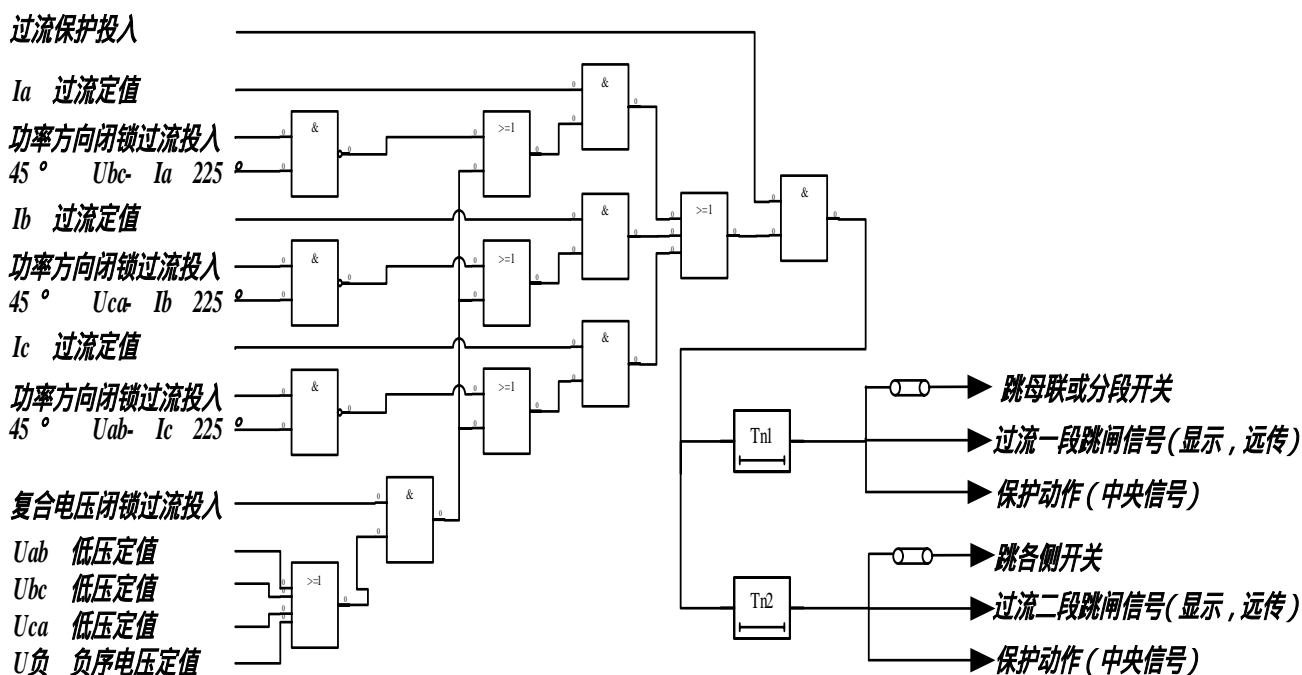 过流保护投入
Ia 过流定值
功率方向闭锁过流投入
45° Ubc- Ia 225°
Ib 过流定值
功率方向闭锁过流投入
45° Uca- Ib 225°
Ic 过流定值
功率方向闭锁过流投入
45° Uab- Ic 225°
复合电压闭锁过流投入
Uab 低压定值
Ubc 低压定值
Uca 低压定值
U负 负序电压定值
&
&
&
&
&
&
&
&
>=1
>=1
>=1
>=1
>=1
Tn1
Tn2
跳母联或分段开关
过流一段跳闸信号(显示,远传)
保护动作(中央信号)
跳各侧开关
过流二段跳闸信号(显示,远传)
保护动作(中央信号)